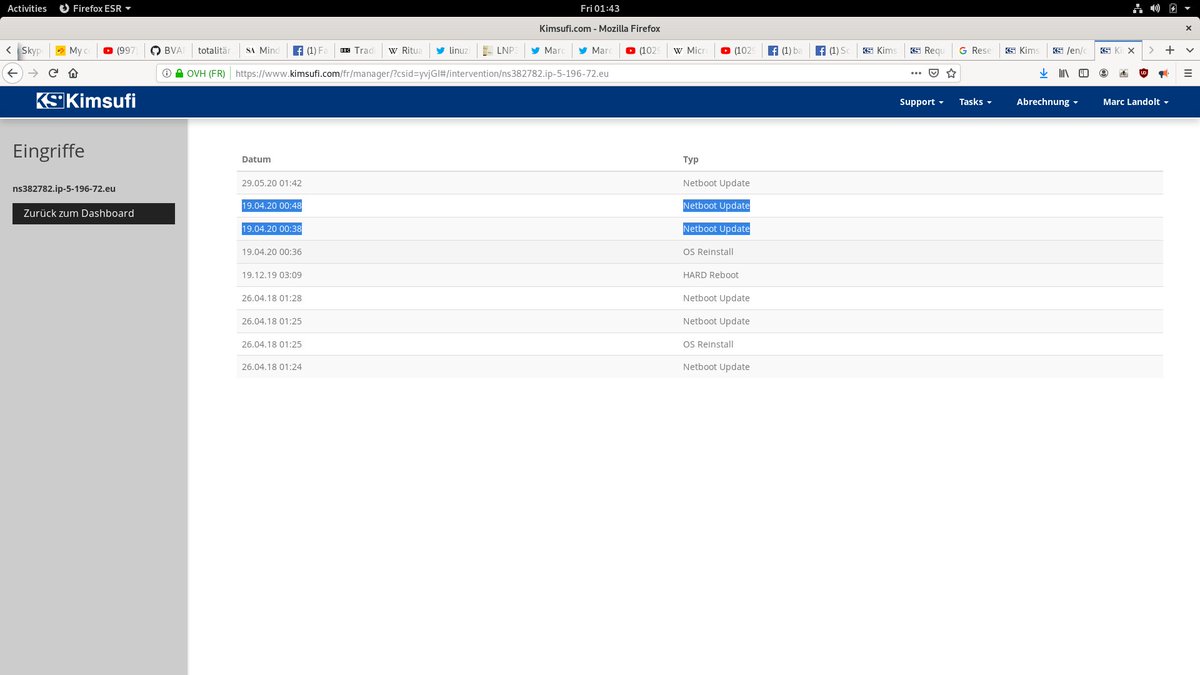 Activities Firefox ESR Fri 01:43
Kimsufi.com - Mozilla Firefox
Skyp My c (997 BVA totalitär Mind (1) Fa Trad Ritua linux LNP: Marc Marc (102 Micr (102 (1) ba (1) Sc Kims Requ Rese Kims /en/c Ki
OVH (FR) https://www.kimsufi.com/fr/manager/?csid=yvjGI#/intervention/ns382782.ip-5-196-72.eu
Kimsufi Support Tasks Abrechnung Marc Landolt
Eingriffe
ns382782.ip-5-196-72.eu
Zurück zum Dashboard
Datum Typ
29.05.20 01:42 Netboot Update
19.04.20 00:48 Netboot Update
19.04.20 00:38 Netboot Update
19.04.20 00:36 OS Reinstall
19.12.19 03:09 HARD Reboot
26.04.18 01:28 Netboot Update
26.04.18 01:25 Netboot Update
26.04.18 01:25 OS Reinstall
26.04.18 01:24 Netboot Update